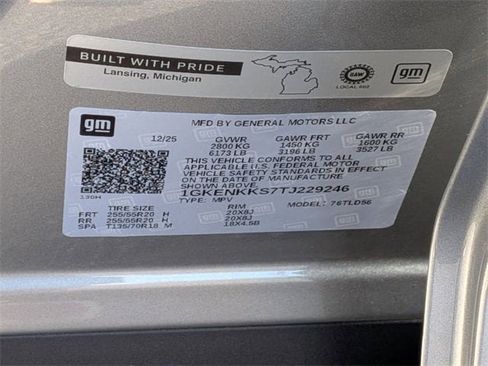 BUILT WITH PRIDE
Lansing, Michigan
UAW
LOCAL 602
gm
gm
MFD BY GENERAL MOTORS LLC
12/25 GVWR GAWR FRT GAWR RR
2800 KG 1450 KG 1600 KG
6173 LB 3196 LB 3527 LB
THIS VEHICLE CONFORMS TO ALL
APPLICABLE U.S. FEDERAL MOTOR
VEHICLE SAFETY STANDARDS IN EFFECT
ON THE DATE OF MANUFACTURE
SHOWN ABOVE.
1GKENKKS7TJ229246
TYPE: MPV MODEL: 76TLD56
TIRE SIZE RIM
FRT 255/55R20 H 20X8J
RR 255/55R20 H 20X8J
SPA T135/70R18 M 18X4.5B